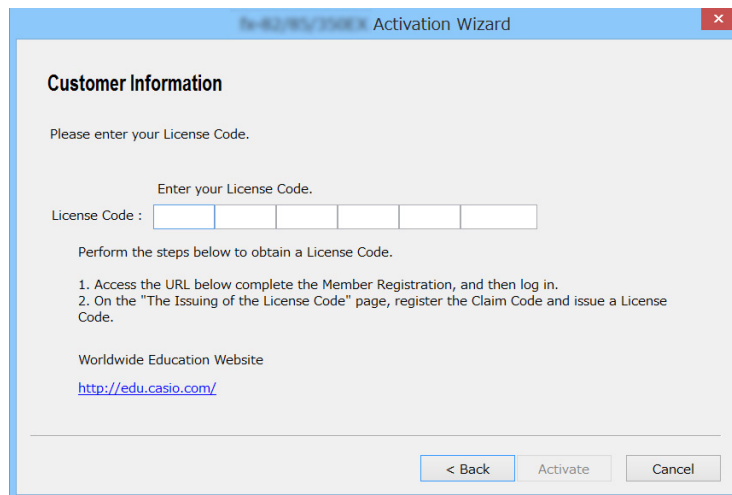 Activation Wizard
Customer Information
Please enter your License Code.
Enter your License Code.
License Code :
Perform the steps below to obtain a License Code.
1. Access the URL below complete the Member Registration, and then log in.
2. On the "The Issuing of the License Code" page, register the Claim Code and issue a License
Code.
Worldwide Education Website
http://edu.casio.com/
< Back Activate Cancel